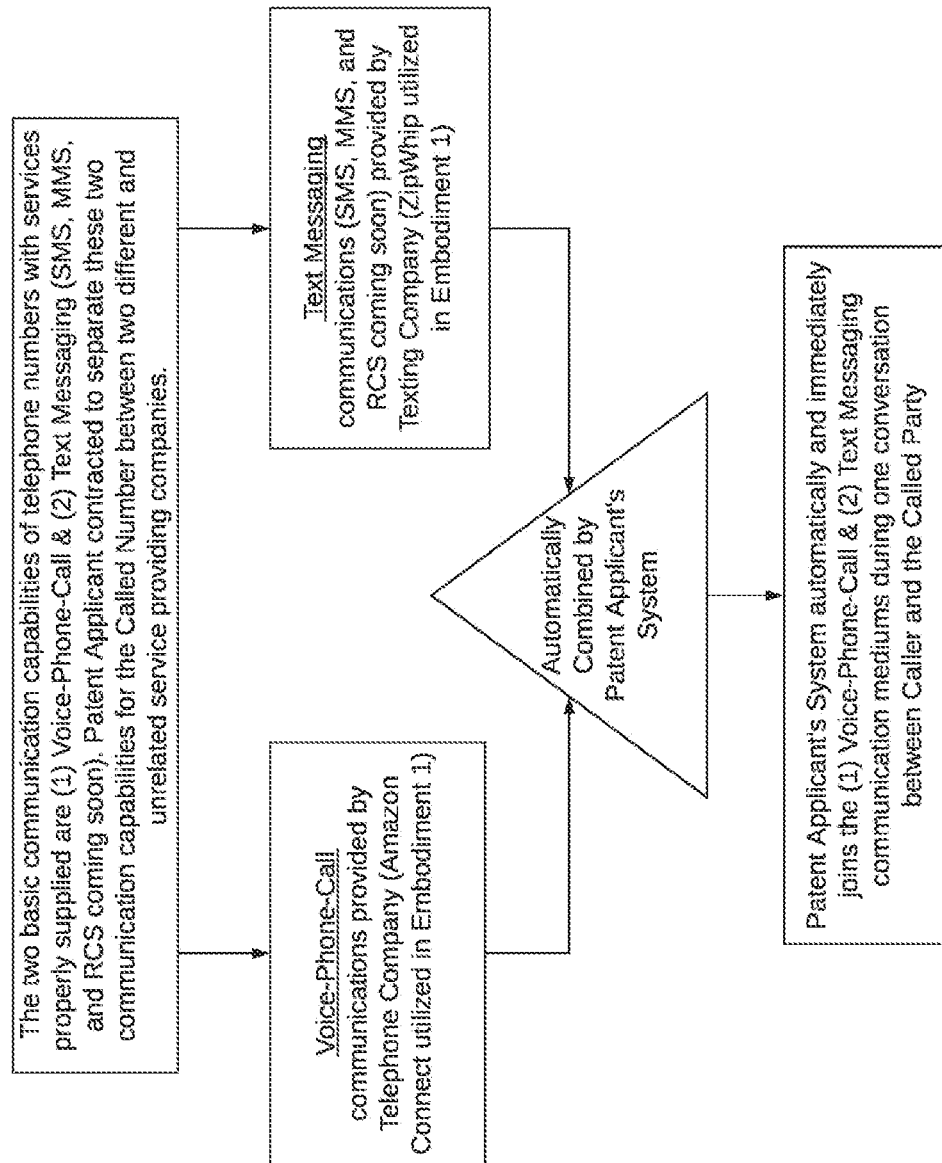 The two basic communication capabilities of telephone numbers with services
properly supplied are (1) Voice-Phone-Call & (2) Text Messaging (SMS, MMS,
and RCS coming soon). Patent Applicant contracted to separate these two
communication capabilities for the Called Number between two different and
unrelated service providing companies.
Voice-Phone-Call
communications provided by
Telephone Company (Amazon
Connect utilized in Embodiment 1)
Text Messaging
communications (SMS, MMS, and
RCS coming soon) provided by
Texting Company (ZipWhip utilized
in Embodiment 1)
Automatically
Combined by
Patent Applicant's
System
Patent Applicant's System automatically and immediately
joins the (1) Voice-Phone-Call & (2) Text Messaging
communication mediums during one conversation
between Caller and the Called Party